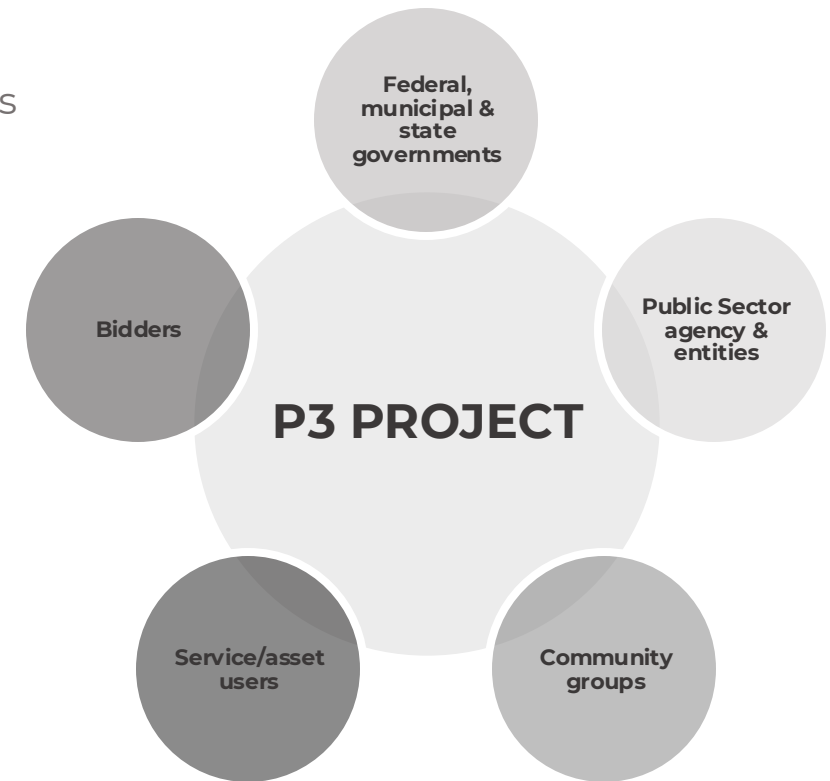 s
Federal,
municipal &
state
governments
Bidders
Public Sector
agency &
entities
P3 PROJECT
Service/asset
users
Community
groups